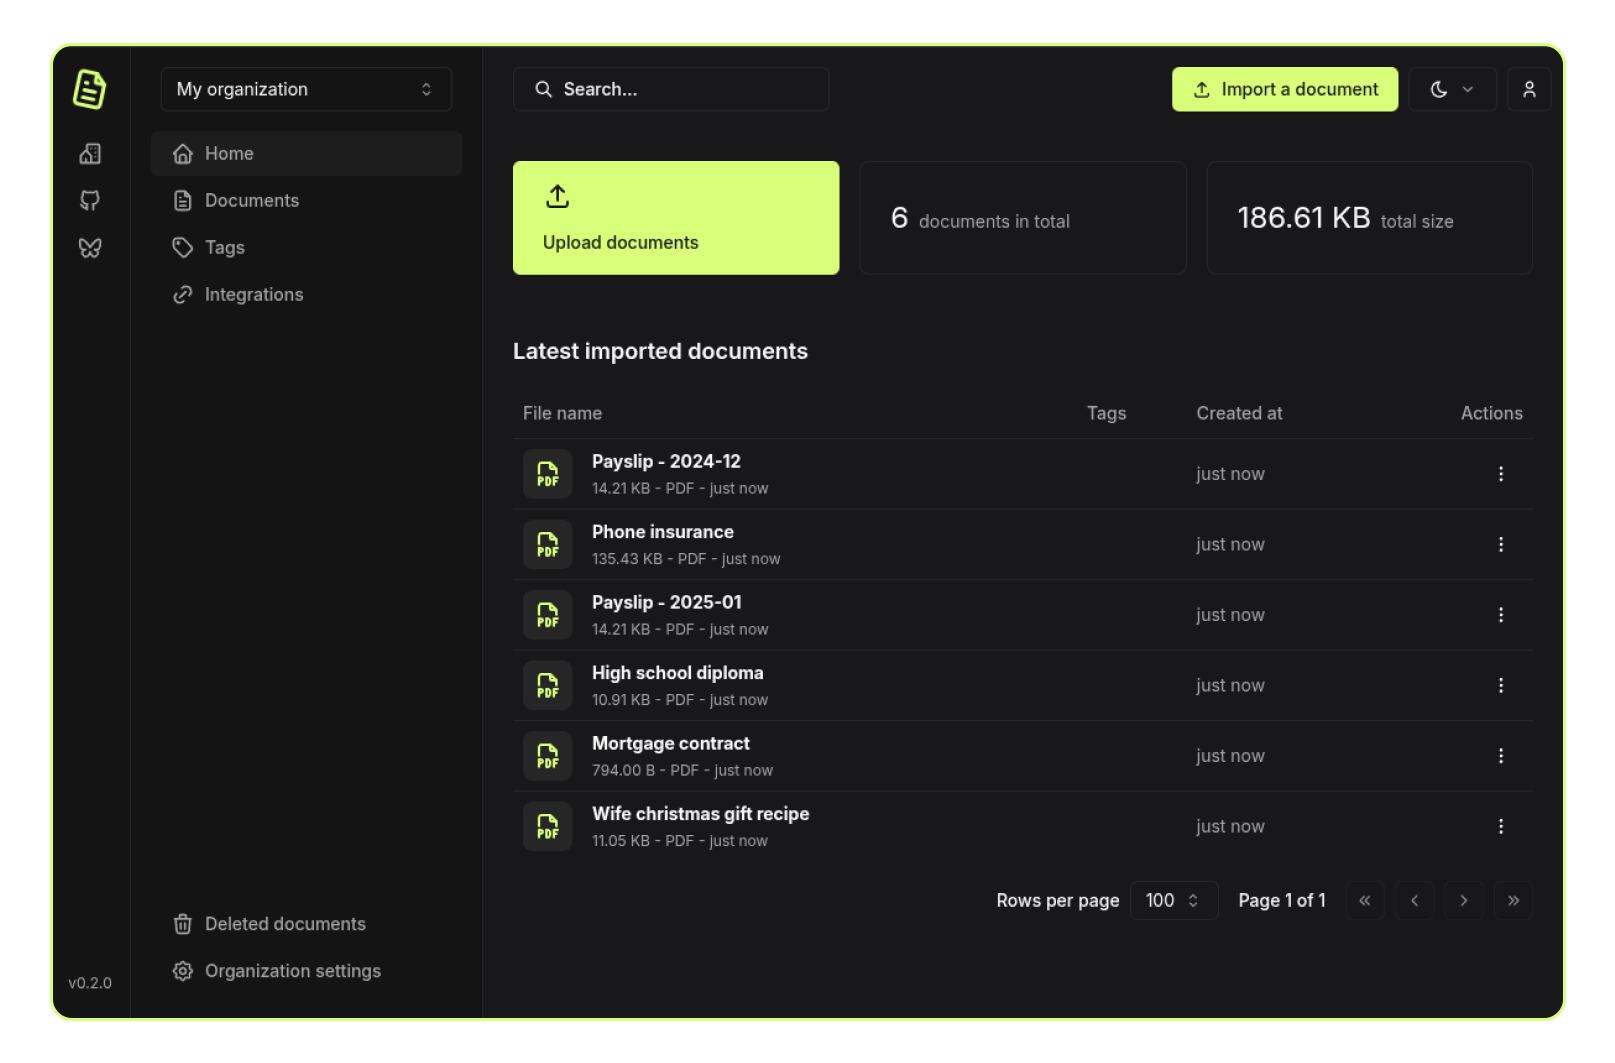 My organization
Home
Documents
Tags
Integrations
Deleted documents
Organization settings
v0.2.0
Search...
Import a document
Upload documents
6 documents in total
186.61 KB total size
Latest imported documents
File name Tags Created at Actions
PDF
Payslip - 2024-12
14.21 KB - PDF - just now
just now
PDF
Phone insurance
135.43 KB - PDF - just now
just now
PDF
Payslip - 2025-01
14.21 KB - PDF - just now
just now
PDF
High school diploma
10.91 KB - PDF - just now
just now
PDF
Mortgage contract
794.00 B - PDF - just now
just now
PDF
Wife christmas gift recipe
11.05 KB - PDF - just now
just now
Rows per page 100 Page 1 of 1